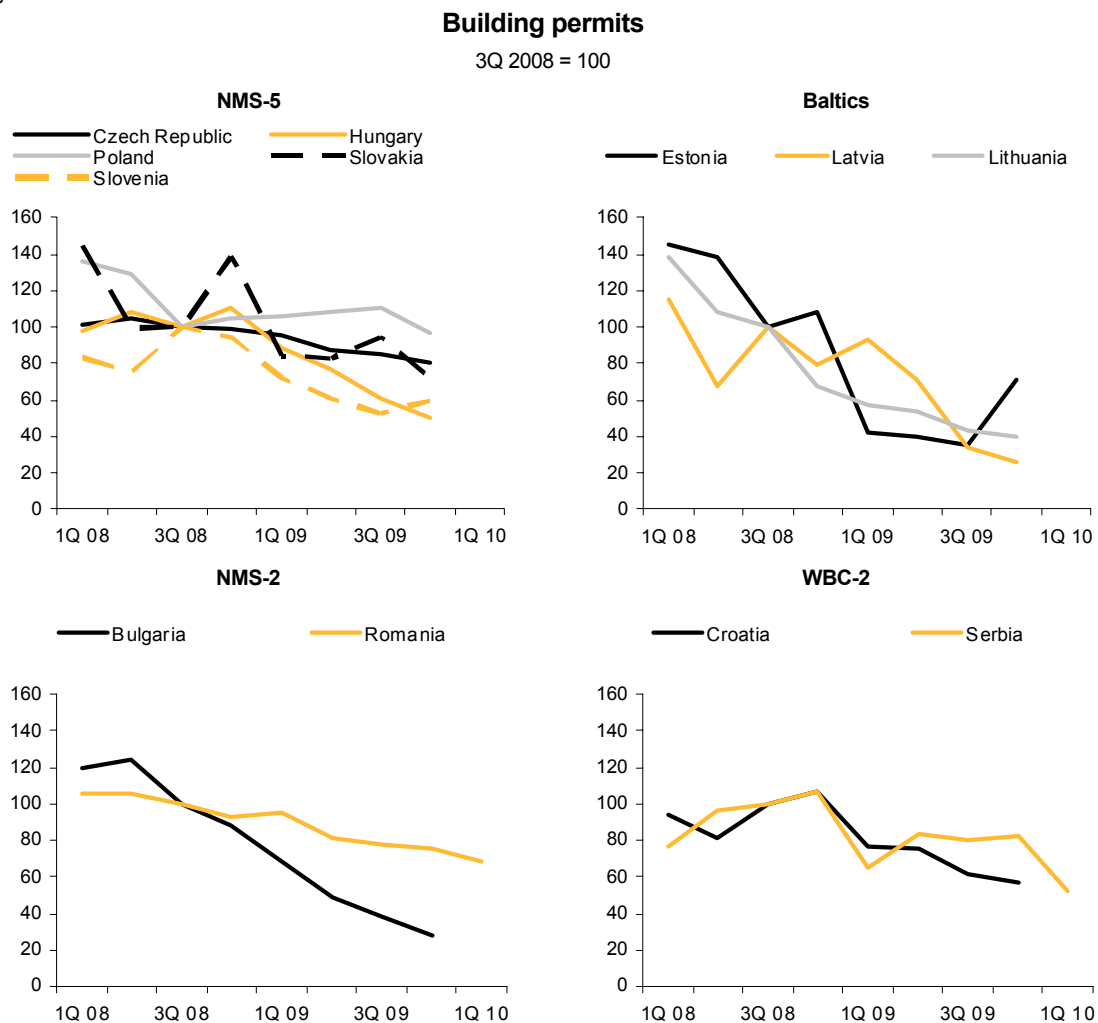 Building permits
3Q 2008 = 100
NMS-5
Czech Republic Hungary
Poland Slovakia
Slovenia
160
140
120
100
80
60
40
20
0
1Q 08 3Q 08 1Q 09 3Q 09 1Q 10
Baltics
Estonia Latvia Lithuania
160
140
120
100
80
60
40
20
0
1Q 08 3Q 08 1Q 09 3Q 09 1Q 10
NMS-2
Bulgaria Romania
160
140
120
100
80
60
40
20
0
1Q 08 3Q 08 1Q 09 3Q 09 1Q 10
WBC-2
Croatia Serbia
160
140
120
100
80
60
40
20
0
1Q 08 3Q 08 1Q 09 3Q 09 1Q 10